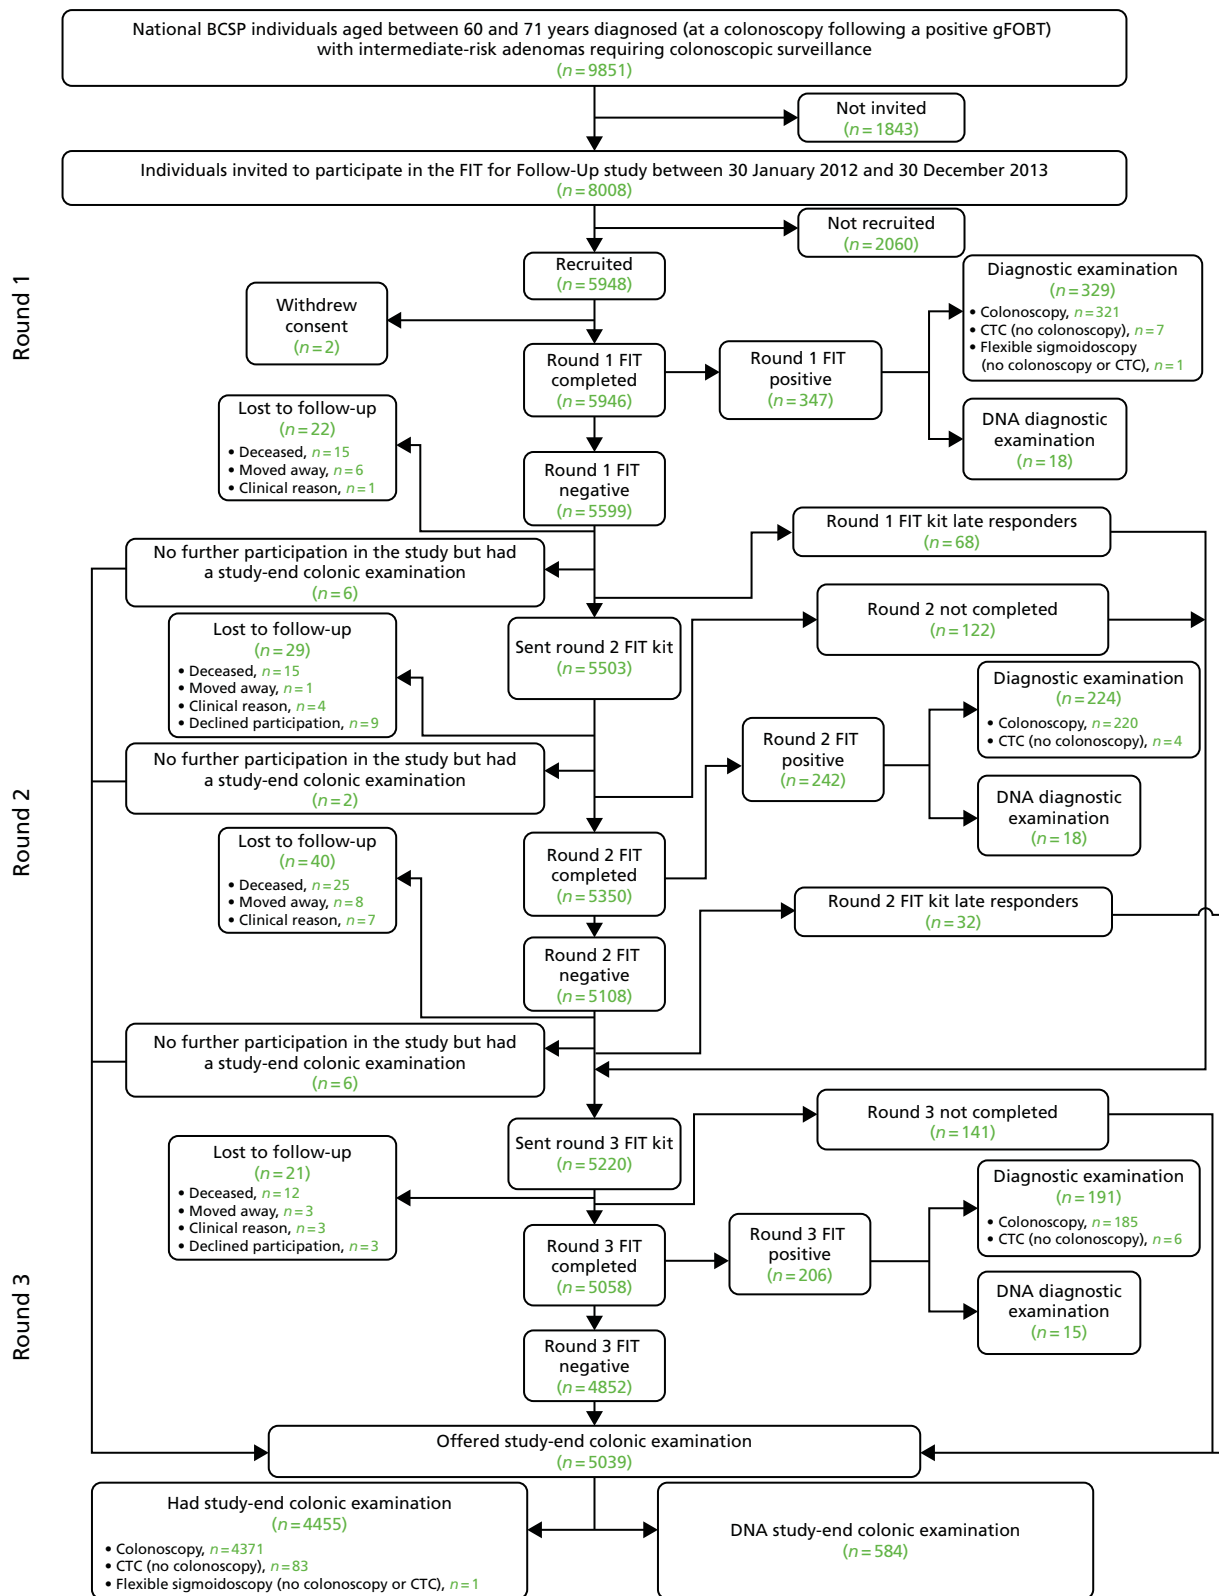 National BCSP individuals aged between 60 and 71 years diagnosed (at a colonoscopy following a positive gFOBT)
with intermediate-risk adenomas requiring colonoscopic surveillance
(n=9851)
Not invited
(n=1843)
Individuals invited to participate in the FIT for Follow-Up study between 30 January 2012 and 30 December 2013
(n=8008)
Not recruited
(n=2060)
Round 1
Recruited
(n=5948)
Withdrew
consent
(n=2)
Diagnostic examination
(n=329)
• Colonoscopy, n=321
• CTC (no colonoscopy), n=7
• Flexible sigmoidoscopy
(no colonoscopy or CTC), n=1
Round 1 FIT
completed
(n=5946)
Round 1 FIT
positive
(n=347)
DNA diagnostic
examination
(n=18)
Lost to follow-up
(n=22)
• Deceased, n=15
• Moved away, n=6
• Clinical reason, n=1
Round 1 FIT
negative
(n=5599)
Round 1 FIT kit late responders
(n=68)
No further participation in the study but had
a study-end colonic examination
(n=6)
Round 2 not completed
(n=122)
Sent round 2 FIT kit
(n=5503)
Lost to follow-up
(n=29)
• Deceased, n=15
• Moved away, n=1
• Clinical reason, n=4
• Declined participation, n=9
Diagnostic examination
(n=224)
• Colonoscopy, n=220
• CTC (no colonoscopy), n=4
Round 2
No further participation in the study but had
a study-end colonic examination
(n=2)
Round 2 FIT
positive
(n=242)
DNA diagnostic
examination
(n=18)
Lost to follow-up
(n=40)
• Deceased, n=25
• Moved away, n=8
• Clinical reason, n=7
Round 2 FIT
completed
(n=5350)
Round 2 FIT kit late responders
(n=32)
Round 2 FIT
negative
(n=5108)
No further participation in the study but had
a study-end colonic examination
(n=6)
Round 3 not completed
(n=141)
Sent round 3 FIT kit
(n=5220)
Lost to follow-up
(n=21)
• Deceased, n=12
• Moved away, n=3
• Clinical reason, n=3
• Declined participation, n=3
Diagnostic examination
(n=191)
• Colonoscopy, n=185
• CTC (no colonoscopy), n=6
Round 3
Round 3 FIT
completed
(n=5058)
Round 3 FIT
positive
(n=206)
DNA diagnostic
examination
(n=15)
Round 3 FIT
negative
(n=4852)
Offered study-end colonic examination
(n=5039)
Had study-end colonic examination
(n=4455)
• Colonoscopy, n=4371
• CTC (no colonoscopy), n=83
• Flexible sigmoidoscopy (no colonoscopy or CTC), n=1
DNA study-end colonic examination
(n=584)